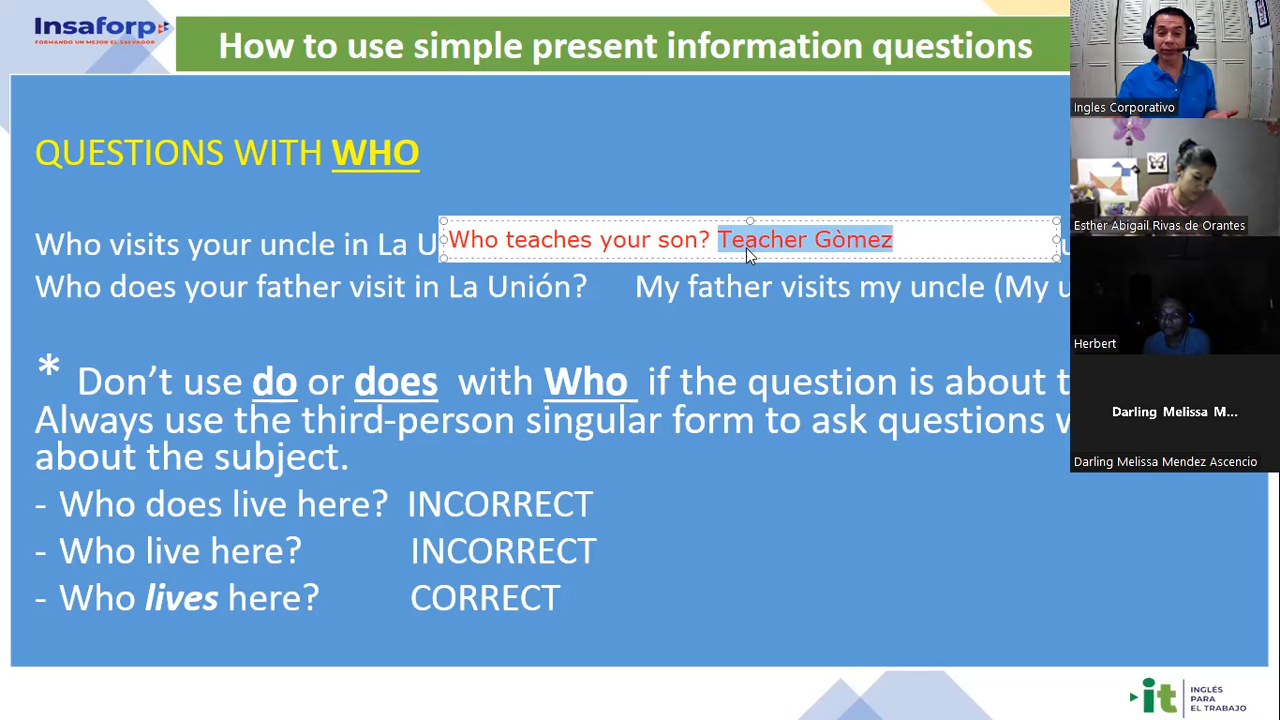 Insaforp
FORMANDO UN MEJOR EL SALVADOR
How to use simple present information questions
QUESTIONS WITH WHO
Who visits your uncle in La U
Who teaches your son? Teacher Gòmez
Who does your father visit in La Unión? My father visits my uncle (My u
* Don’t use do or does with Who if the question is about t
Always use the third-person singular form to ask questions w
about the subject.
- Who does live here? INCORRECT
- Who live here? INCORRECT
- Who lives here? CORRECT
Ingles Corporativo
Esther Abigail Rivas de Orantes
Herbert
Darling Melissa M...
Darling Melissa Mendez Ascencio
it INGLÉS
PARA
EL TRABAJO